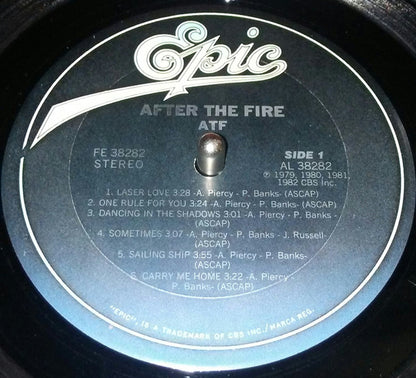 Epic
AFTER THE FIRE
ATF
FE 38282
STEREO
SIDE 1
AL 38282
℗ 1979, 1980, 1981,
1982 CBS Inc.
1. LASER LOVE 3:28 -A. Piercy - P. Banks- (ASCAP)
2. ONE RULE FOR YOU 3:24 -A. Piercy - P. Banks- (ASCAP)
3. DANCING IN THE SHADOWS 3:01 -A. Piercy - P. Banks-
(ASCAP)
4. SOMETIMES 3:07 -A. Piercy - P. Banks - J. Russell-
(ASCAP)
5. SAILING SHIP 3:55 -A. Piercy - P. Banks-
(ASCAP)
6. CARRY ME HOME 3:22 -A. Piercy -
P. Banks- (ASCAP)
"EPIC", IS A TRADEMARK OF CBS INC./MARCA REG.